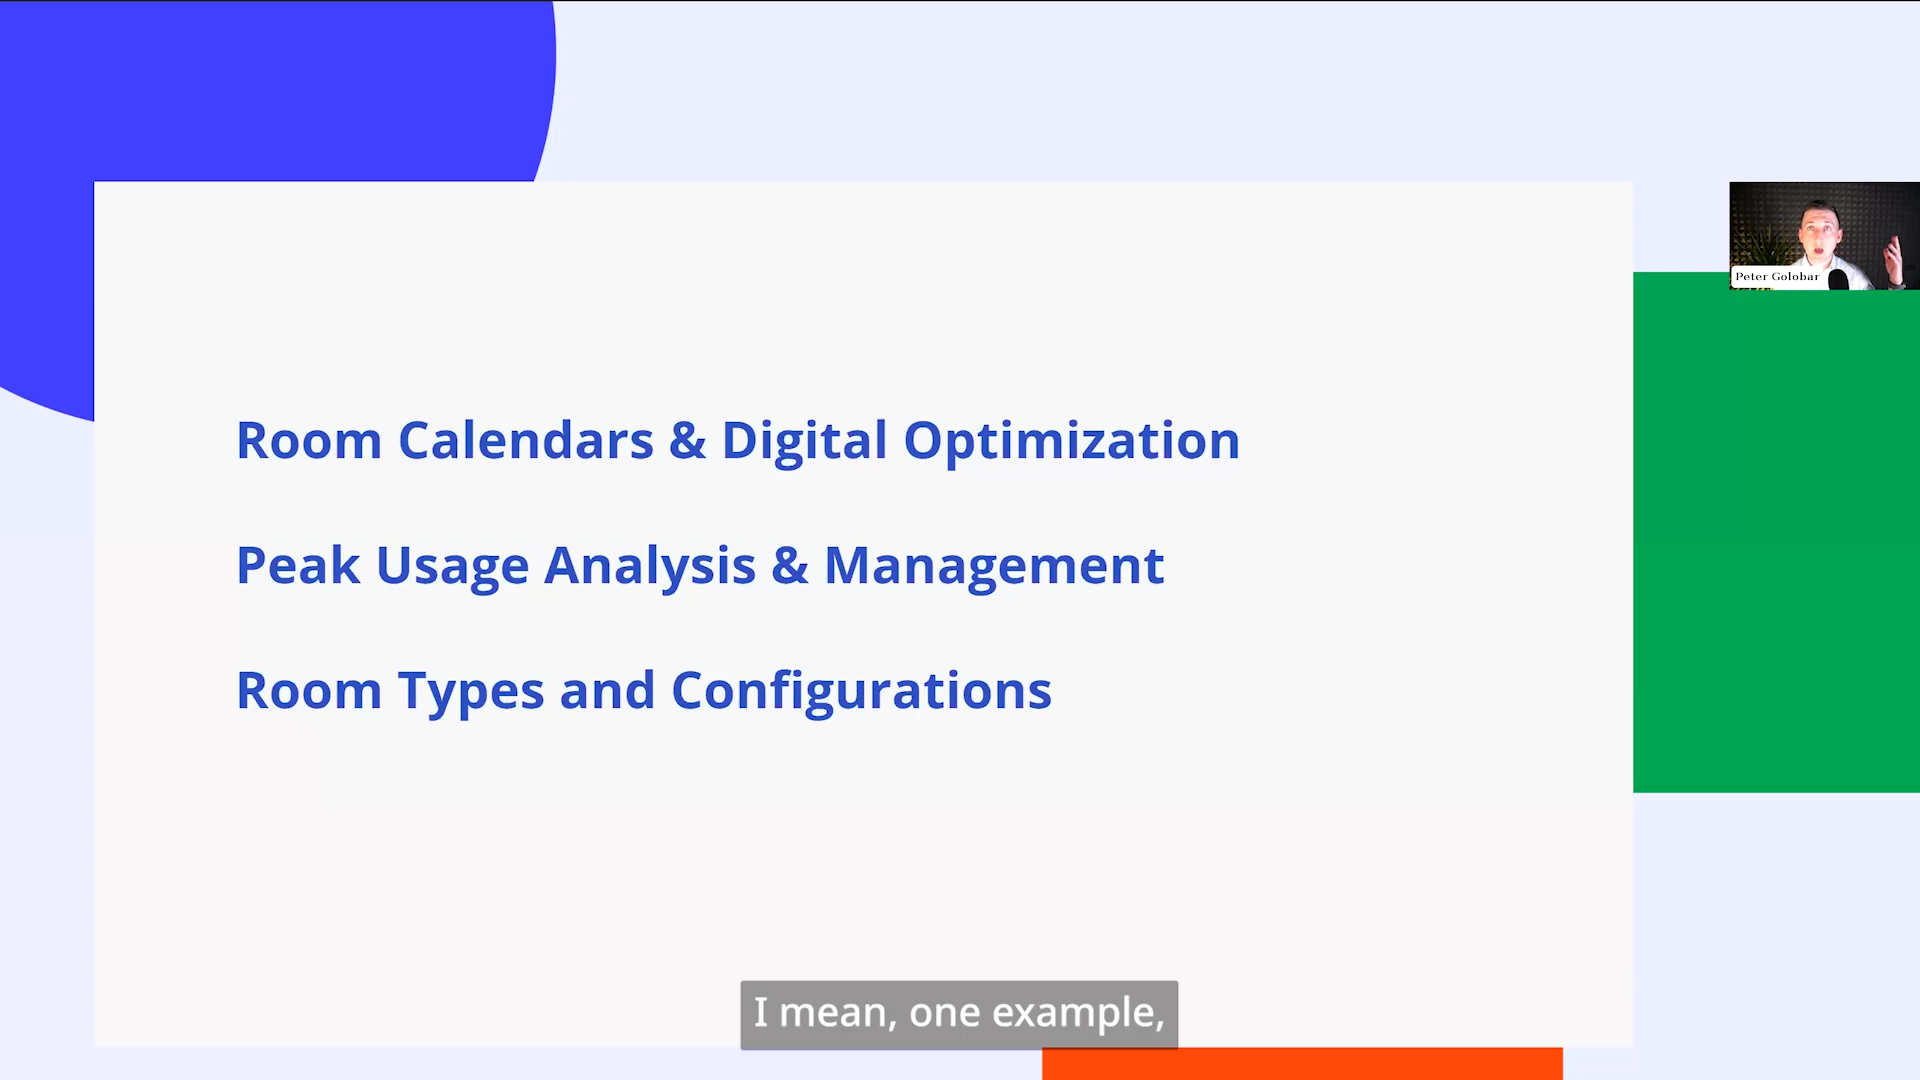 Peter Golobar
Room Calendars & Digital Optimization
Peak Usage Analysis & Management
Room Types and Configurations
I mean, one example,